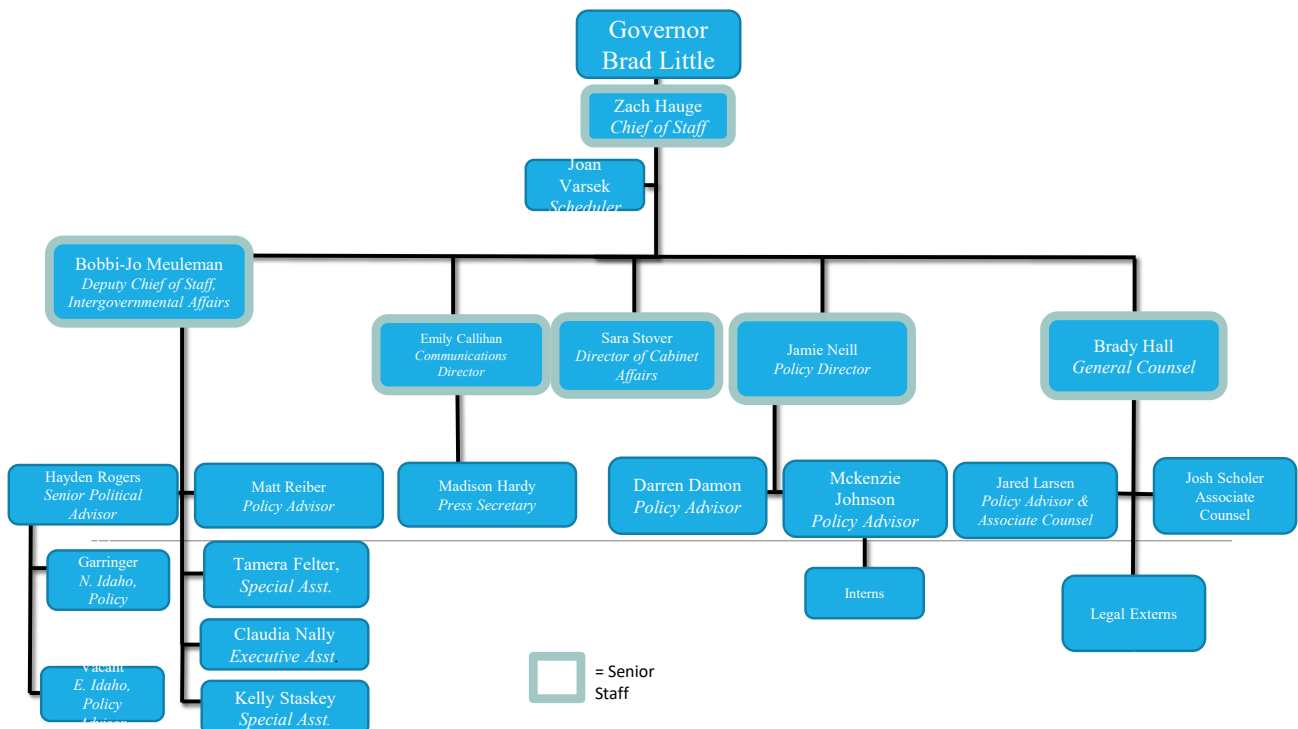 Governor
Brad Little
Zach Hauge
Chief of Staff
Joan
Varsek
Scheduler
Bobbi-Jo Meuleman
Deputy Chief of Staff,
Intergovernmental Affairs
Emily Callihan
Communications
Director
Sara Stover
Director of Cabinet
Affairs
Jamie Neill
Policy Director
Brady Hall
General Counsel
Hayden Rogers
Senior Political
Advisor
Matt Reiber
Policy Advisor
Madison Hardy
Press Secretary
Darren Damon
Policy Advisor
Mckenzie
Johnson
Policy Advisor
Jared Larsen
Policy Advisor &
Associate Counsel
Josh Scholer
Associate
Counsel
Garringer
N. Idaho,
Policy
Tamera Felter,
Special Asst.
Interns
Legal Externs
Claudia Nally
Executive Asst.
Vacant
E. Idaho,
Policy
Advisor
Kelly Staskey
Special Asst.
= Senior
Staff